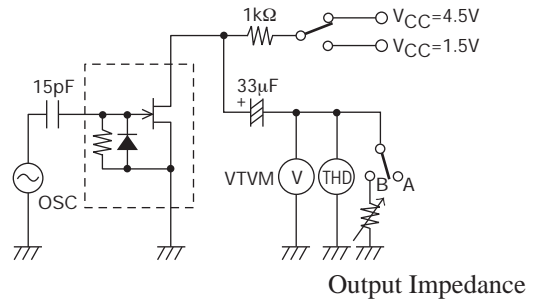 1kΩ
VCC=4.5V
VCC=1.5V
15pF
33μF
+
VTVM
V
THD
B
A
OSC
Output Impedance